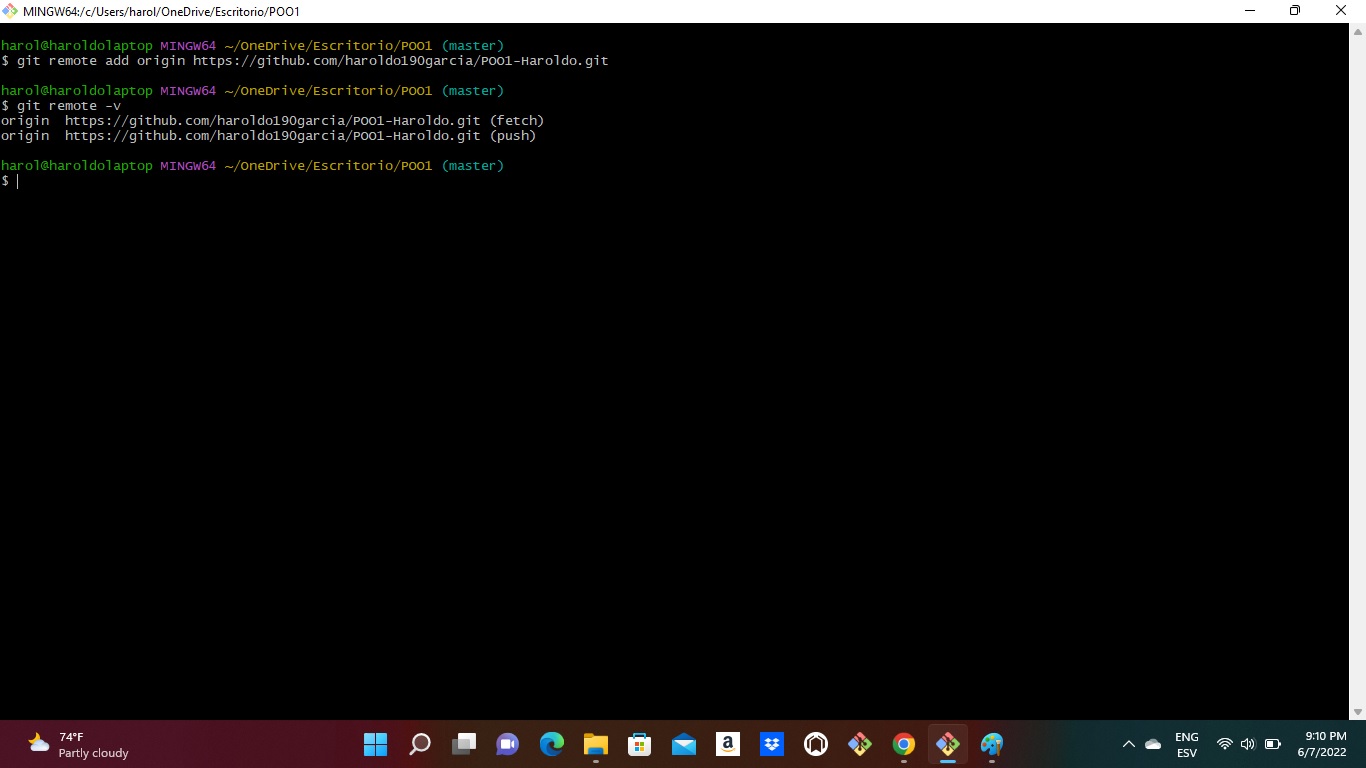 MINGW64:/c/Users/harol/OneDrive/Escritorio/POO1
harol@haroldolaptop MINGW64 ~/OneDrive/Escritorio/POO1 (master)
$ git remote add origin https://github.com/haroldo190garcia/POO1-Haroldo.git
harol@haroldolaptop MINGW64 ~/OneDrive/Escritorio/POO1 (master)
$ git remote -v
origin  https://github.com/haroldo190garcia/POO1-Haroldo.git (fetch)
origin  https://github.com/haroldo190garcia/POO1-Haroldo.git (push)
harol@haroldolaptop MINGW64 ~/OneDrive/Escritorio/POO1 (master)
$
74°F
Partly cloudy
a
ENG
ESV
9:10 PM
6/7/2022